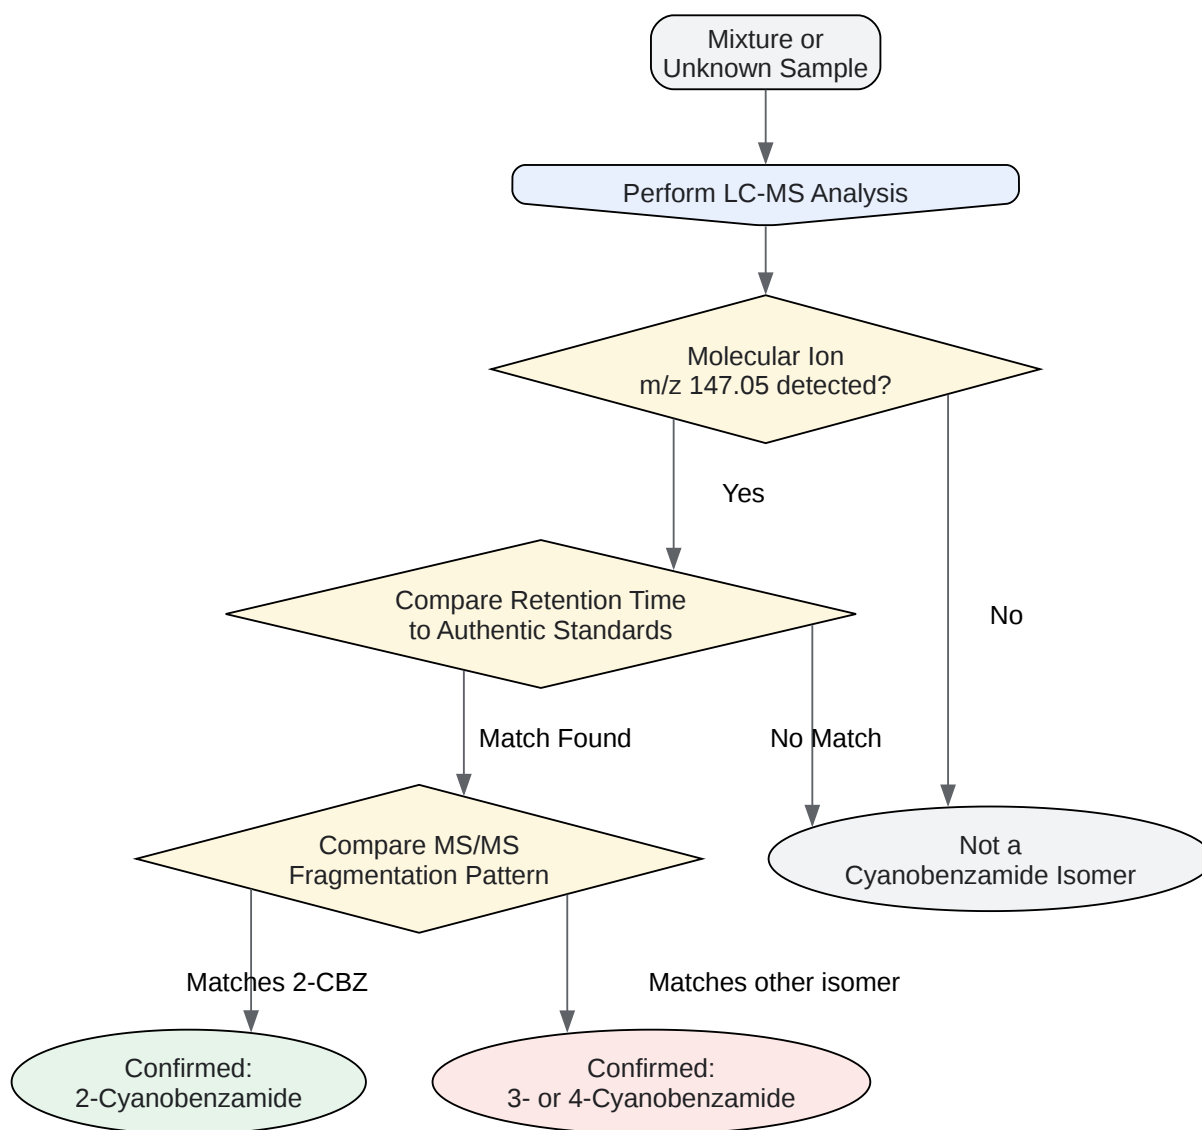 Mixture or
Unknown Sample
Perform LC-MS Analysis
Molecular Ion
m/z 147.05 detected?
Yes
Compare Retention Time
to Authentic Standards
No
Match Found
No Match
Compare MS/MS
Fragmentation Pattern
Not a
Cyanobenzamide Isomer
Matches 2-CBZ
Matches other isomer
Confirmed:
2-Cyanobenzamide
Confirmed:
3- or 4-Cyanobenzamide